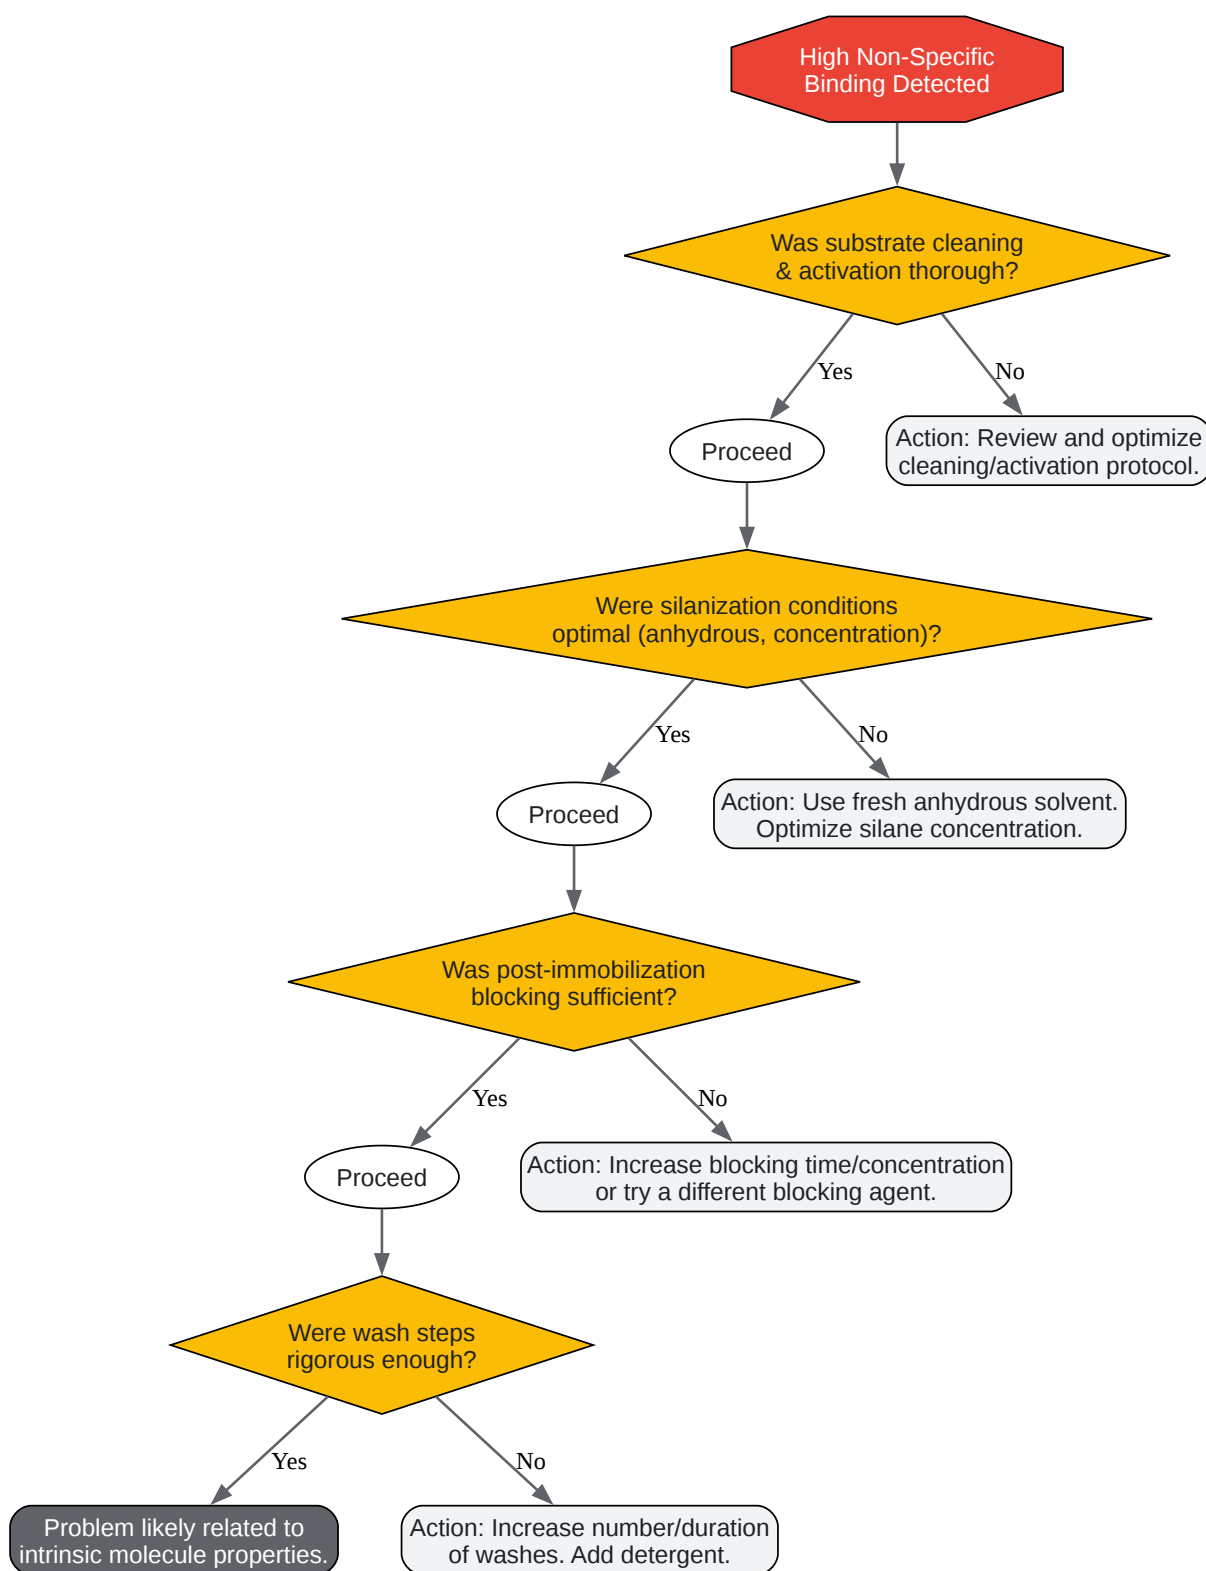 High Non-Specific
Binding Detected
Was substrate cleaning
& activation thorough?
Yes
No
Proceed
Action: Review and optimize
cleaning/activation protocol.
Were silanization conditions
optimal (anhydrous, concentration)?
Yes
No
Proceed
Action: Use fresh anhydrous solvent.
Optimize silane concentration.
Was post-immobilization
blocking sufficient?
Yes
No
Proceed
Action: Increase blocking time/concentration
or try a different blocking agent.
Were wash steps
rigorous enough?
Yes
No
Problem likely related to
intrinsic molecule properties.
Action: Increase number/duration
of washes. Add detergent.